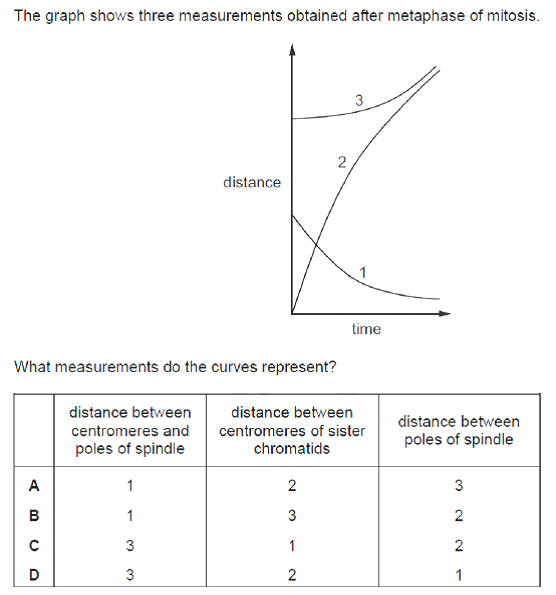 The graph shows three measurements obtained after metaphase of mitosis.
3
2
distance
1
time
What measurements do the curves represent?
distance between centromeres and poles of spindle
distance between centromeres of sister chromatids
distance between poles of spindle
A 1 2 3
B 1 3 2
C 3 1 2
D 3 2 1